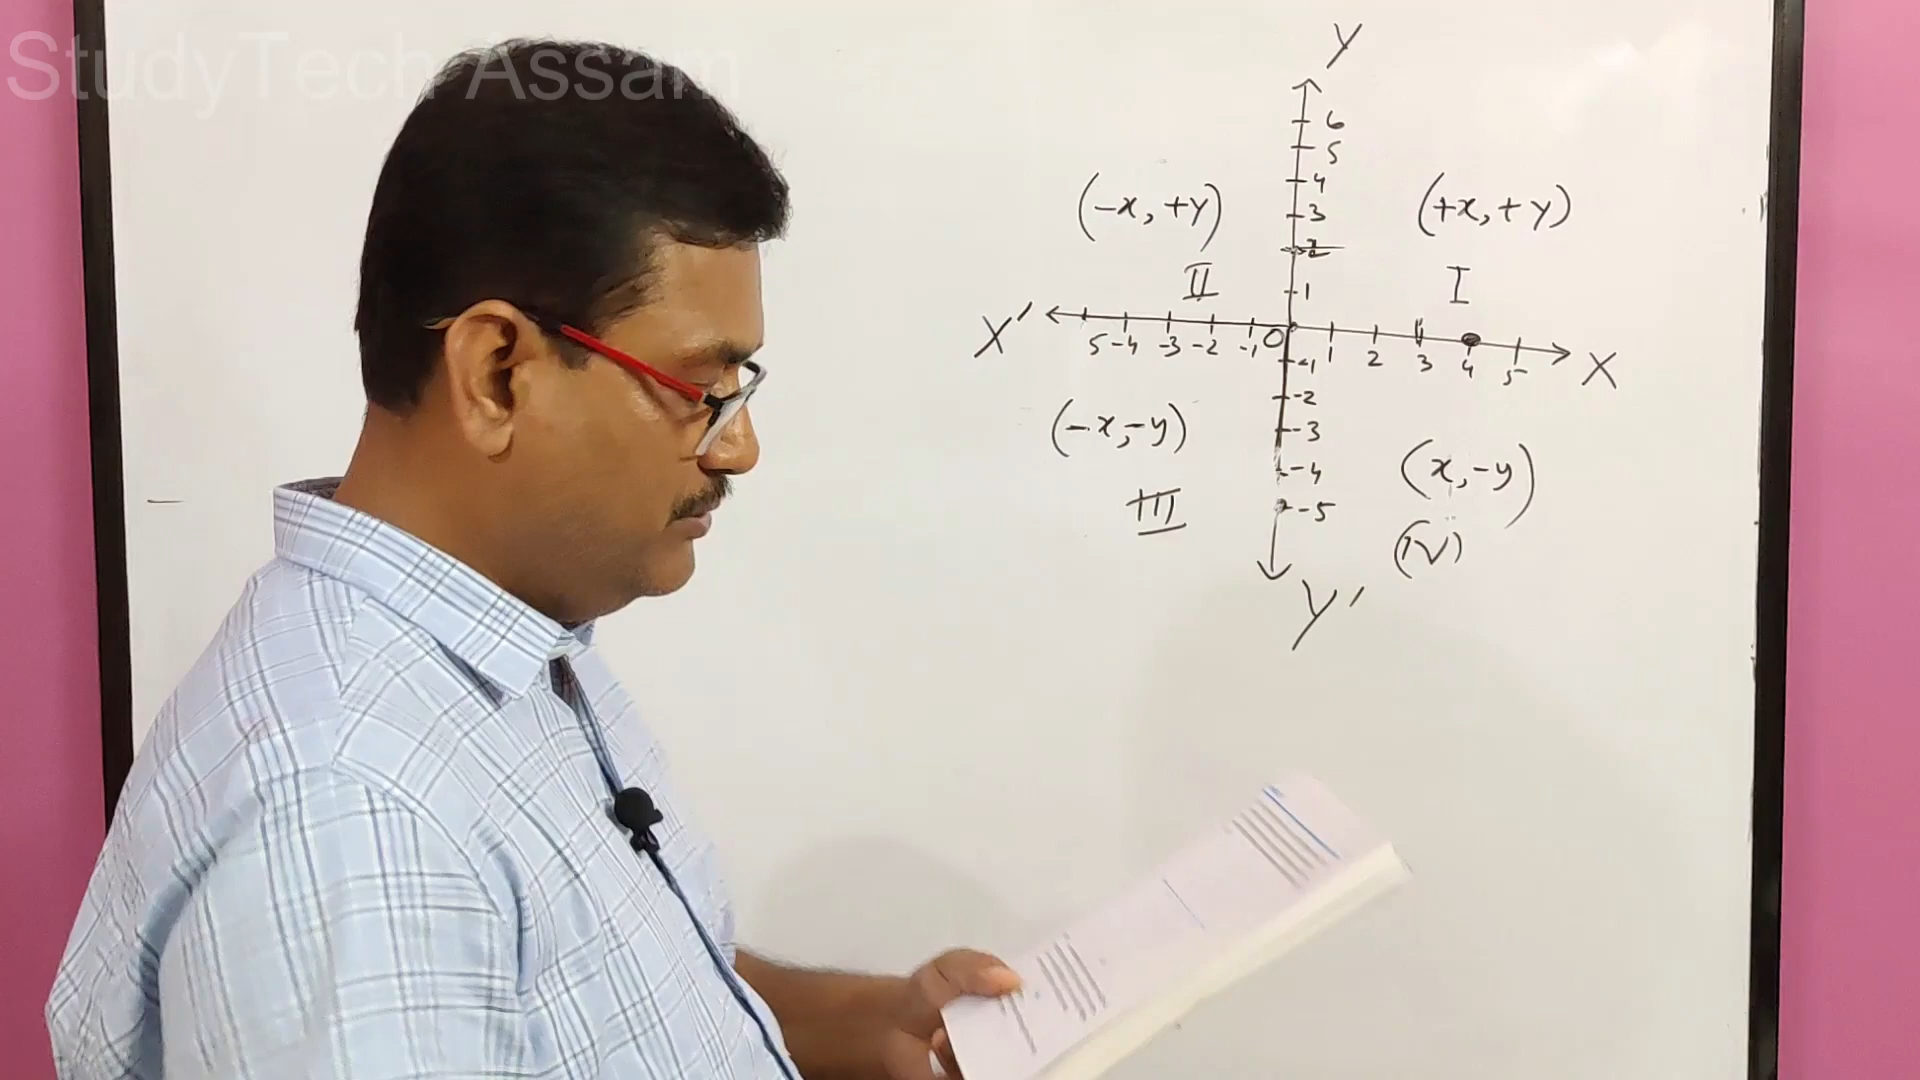 StudyTech Assam
Y
6
5
4
(-x, +y) 3 (+x, +y)
2
II 1 I
X' 5 -4 -3 -2 -1 O 1 2 3 4 5 X
-1
-2
(-x, -y) -3
-4 (x, -y)
III -5
(IV)
Y'